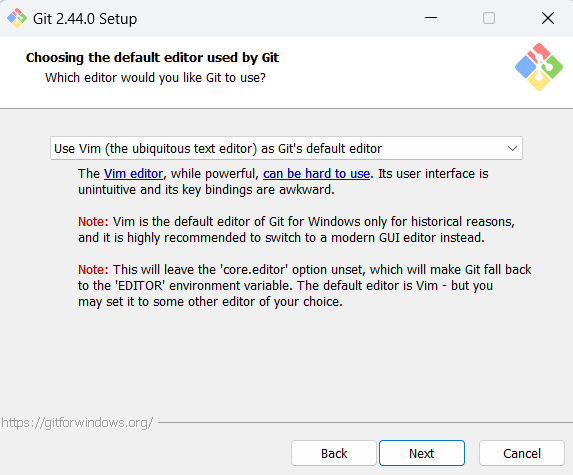 Git 2.44.0 Setup
Choosing the default editor used by Git
Which editor would you like Git to use?
Use Vim (the ubiquitous text editor) as Git's default editor
The Vim editor, while powerful, can be hard to use. Its user interface is
unintuitive and its key bindings are awkward.
Note: Vim is the default editor of Git for Windows only for historical reasons,
and it is highly recommended to switch to a modern GUI editor instead.
Note: This will leave the 'core.editor' option unset, which will make Git fall back
to the 'EDITOR' environment variable. The default editor is Vim - but you
may set it to some other editor of your choice.
https://gitforwindows.org/
Back
Next
Cancel